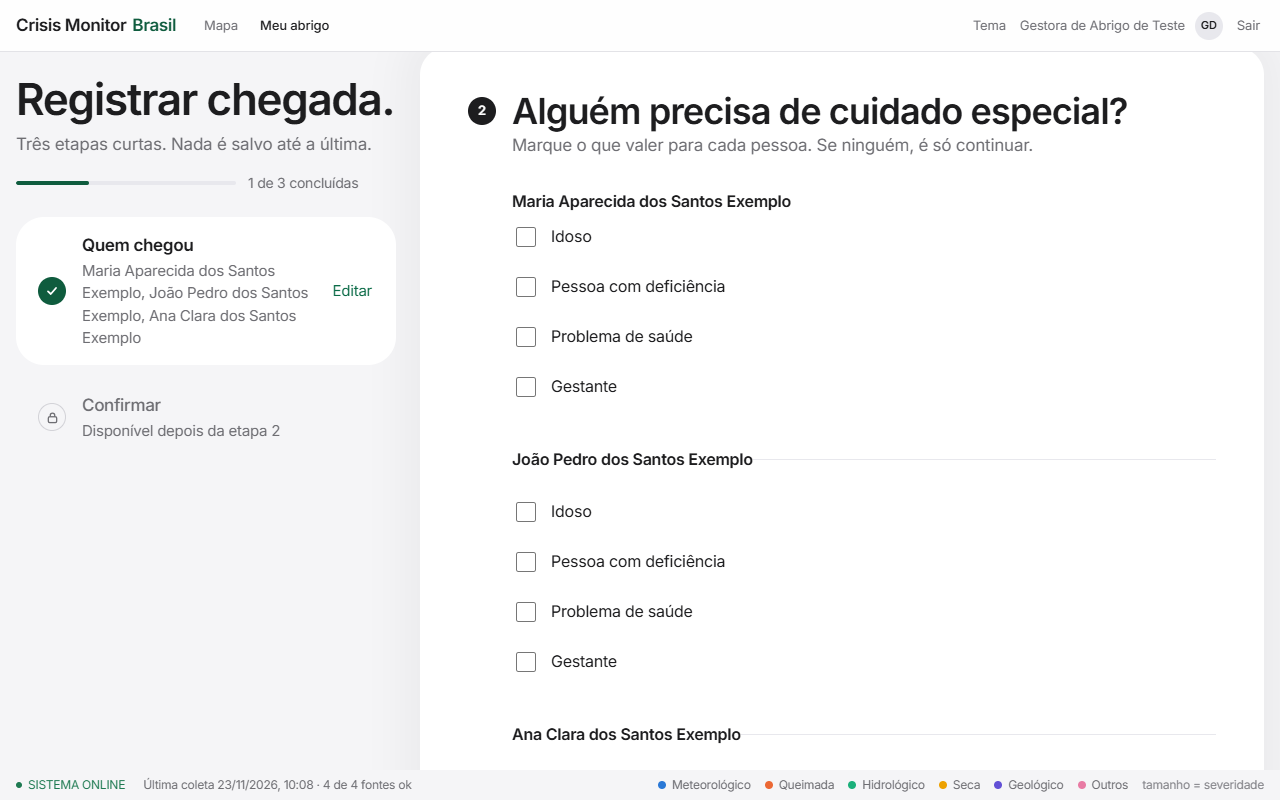 Crisis Monitor Brasil Mapa Meu abrigo Tema Gestora de Abrigo de Teste GD Sair
Registrar chegada.
Três etapas curtas. Nada é salvo até a última.
1 de 3 concluídas
Quem chegou
Maria Aparecida dos Santos
Exemplo, João Pedro dos Santos
Exemplo, Ana Clara dos Santos
Exemplo
Editar
Confirmar
Disponível depois da etapa 2
2 Alguém precisa de cuidado especial?
Marque o que valer para cada pessoa. Se ninguém, é só continuar.
Maria Aparecida dos Santos Exemplo
Idoso
Pessoa com deficiência
Problema de saúde
Gestante
João Pedro dos Santos Exemplo
Idoso
Pessoa com deficiência
Problema de saúde
Gestante
Ana Clara dos Santos Exemplo
SISTEMA ONLINE Última coleta 23/11/2026, 10:08 · 4 de 4 fontes ok Meteorológico Queimada Hidrológico Seca Geológico Outros tamanho = severidade